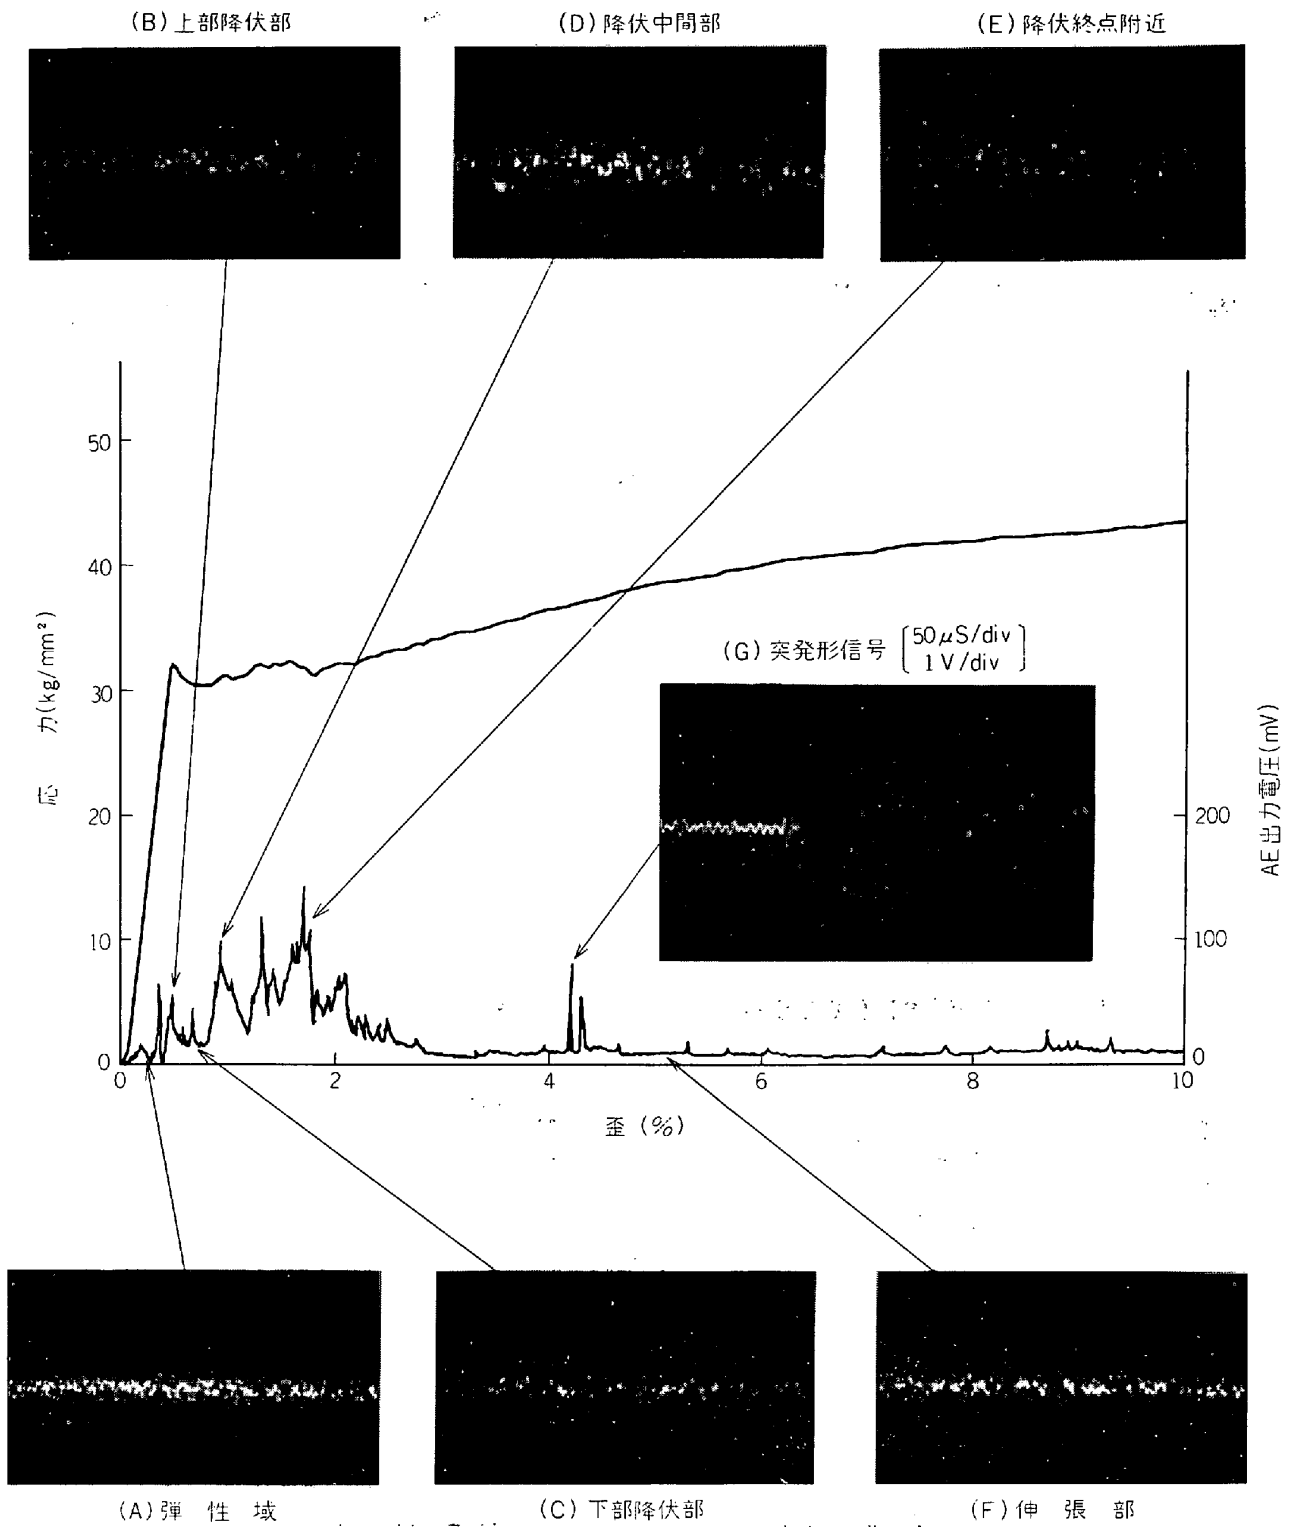 (B)上部降伏部
(D)降伏中間部
(E)降伏終点附近
50
40
30
20
10
0
応 力(kg/mm²)
(G)突発形信号 [50μS/div
1V/div]
200
100
0
AE出力電圧(mV)
0 2 4 6 8 10
歪 (%)
(A)弾 性 域
(C)下部降伏部
(F)伸 張 部